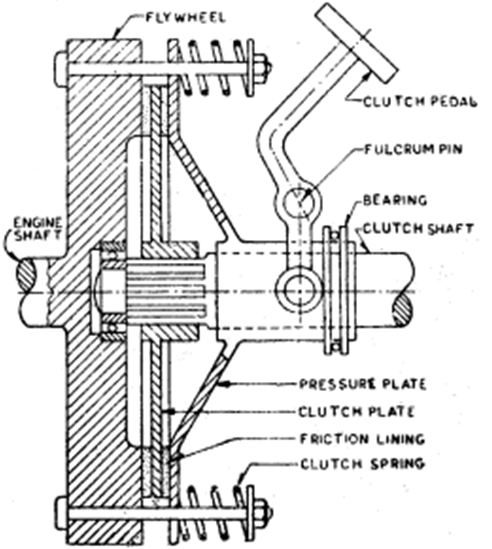 FLYWHEEL
CLUTCH PEDAL
FULCRUM PIN
BEARING
CLUTCH SHAFT
ENGINE
SHAFT
PRESSURE PLATE
CLUTCH PLATE
FRICTION LINING
CLUTCH SPRING